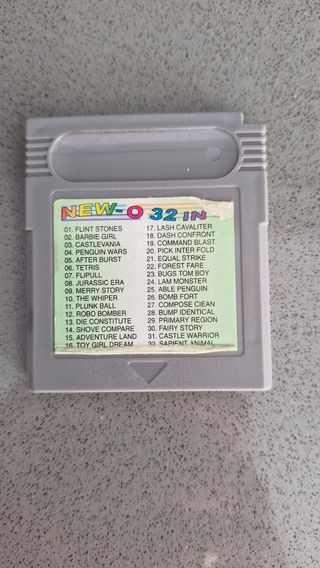 NEW-O 32 IN
01. FLINT STONES
02. BARBIE GIRL
03. CASTLEVANIA
04. PENGUIN WARS
05. AFTER BURST
06. TETRIS
07. FLIPULL
08. JURASSIC ERA
09. MERRY STORY
10. THE WHIPER
11. PLUNK BALL
12. ROBO BOMBER
13. DIE CONSTITUTE
14. SHOVE COMPARE
15. ADVENTURE LAND
16. TOY GIRL DREAM
17. LASH CAVALITER
18. DASH CONFRONT
19. COMMAND BLAST
20. PICK INTER FOLD
21. EQUAL STRIKE
22. FOREST FARE
23. BUGS TOM BOY
24. LAM MONSTER
25. ABLE PENGUIN
26. BOMB FORT
27. COMPOSE CIEAN
28. BUMP IDENTICAL
29. PRIMARY REGION
30. FAIRY STORY
31. CASTLE WARRIOR
32. SAPIENT ANIMAL